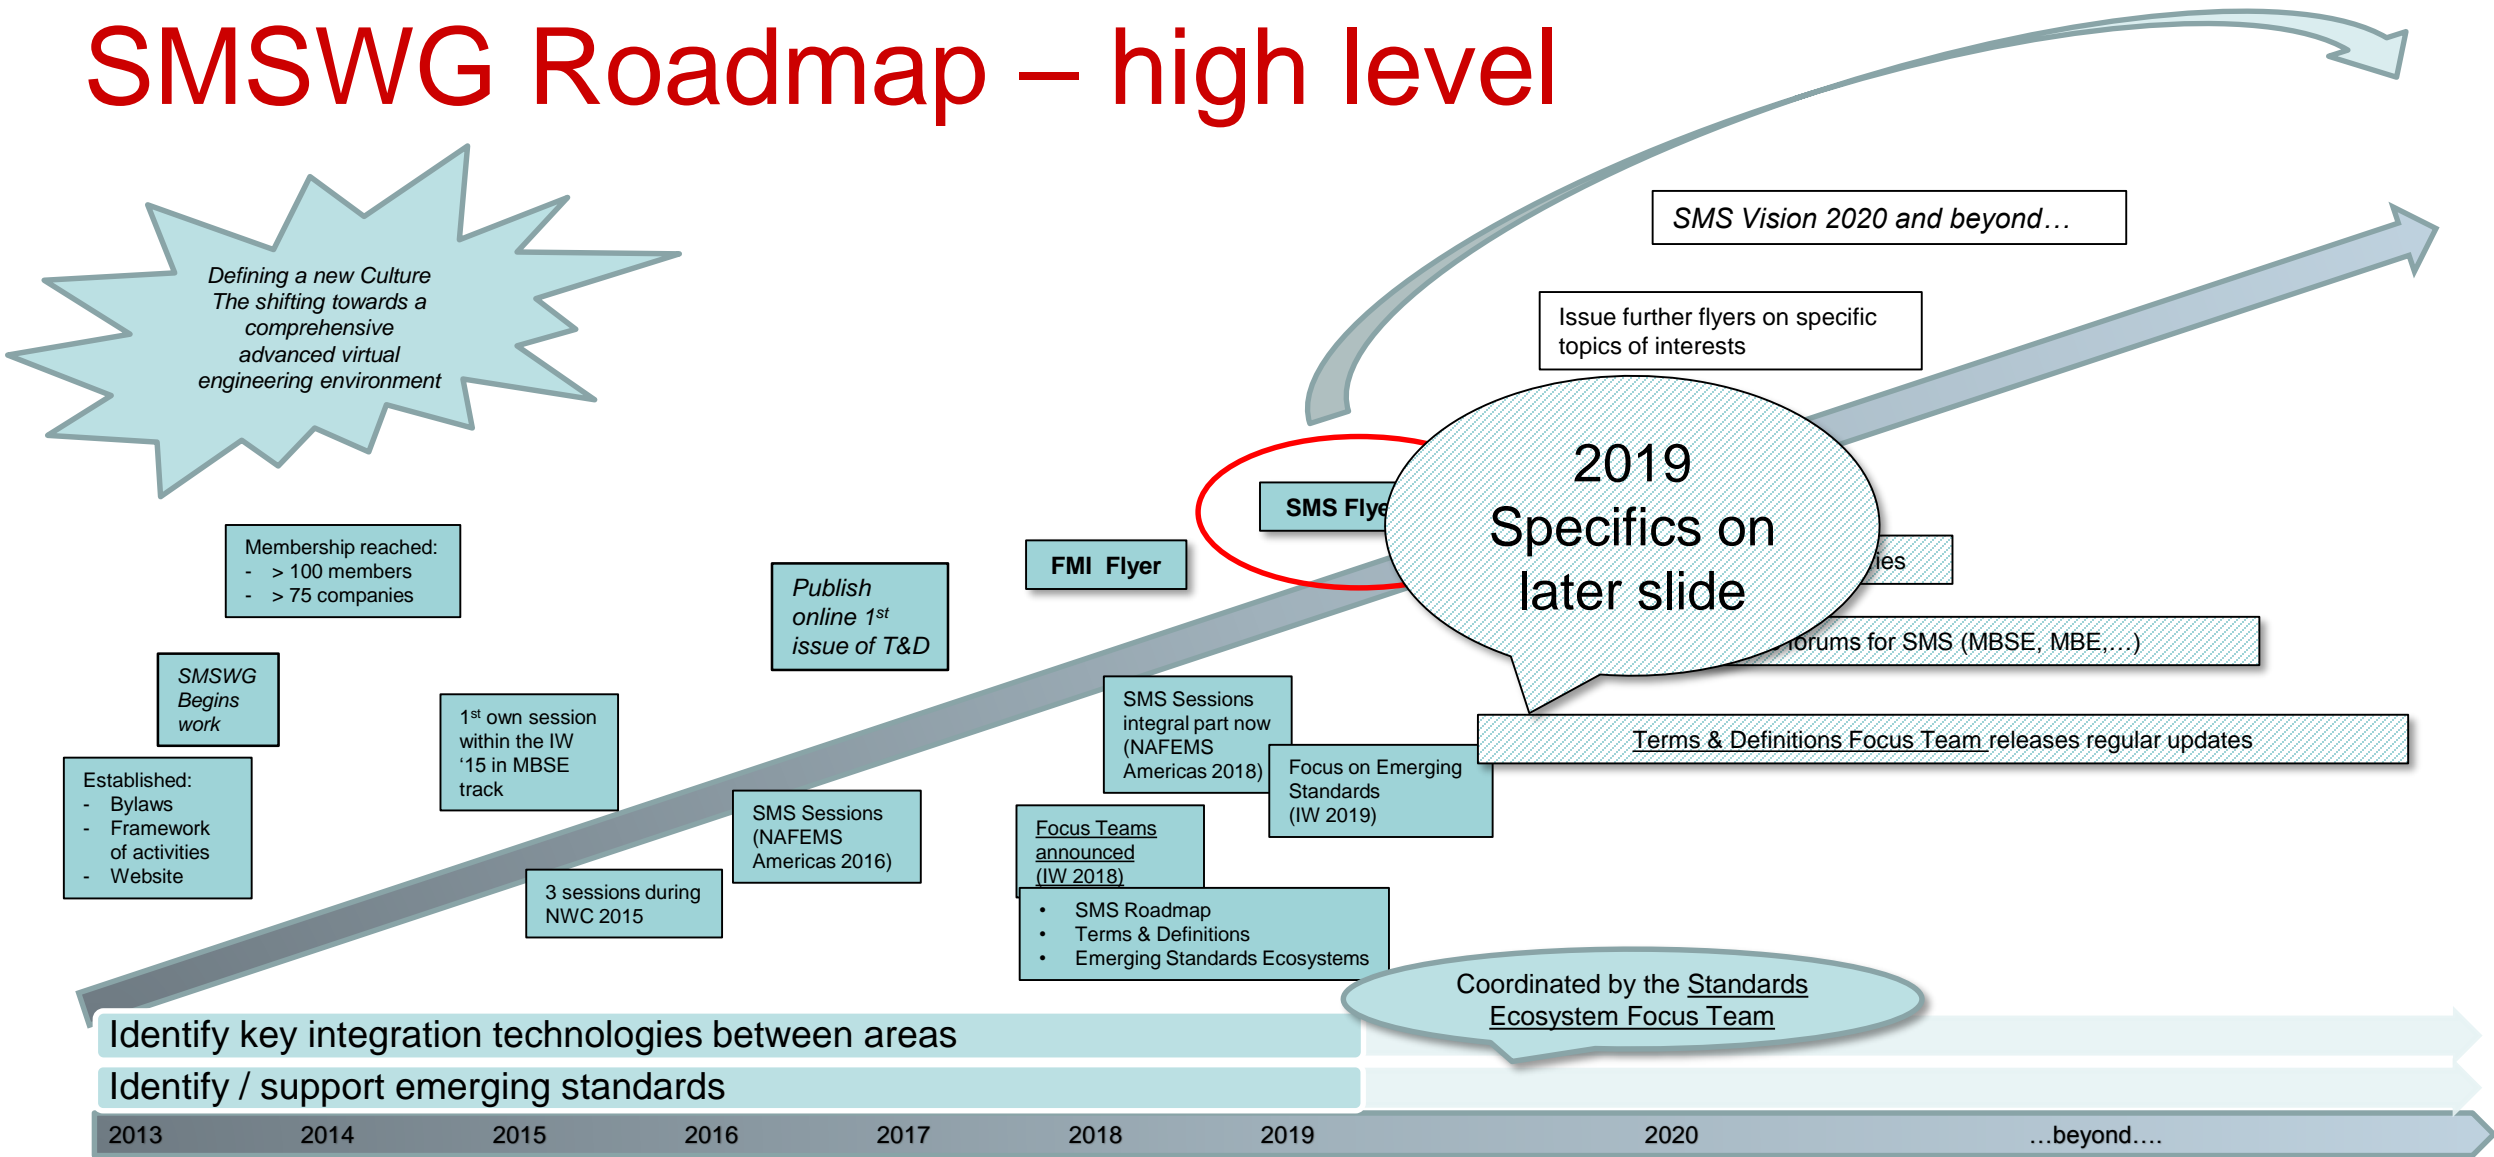 SMSWG Roadmap – high level
Defining a new Culture
The shifting towards a
comprehensive
advanced virtual
engineering environment
SMS Vision 2020 and beyond…
Issue further flyers on specific
topics of interests
2019
Specifics on
later slide
SMS Flye
FMI  Flyer
Membership reached:
- > 100 members
- > 75 companies
Publish
online 1st
issue of T&D
ies
forums for SMS (MBSE, MBE,…)
Terms & Definitions Focus Team releases regular updates
SMSWG
Begins
work
1st own session
within the IW
‘15 in MBSE
track
SMS Sessions
integral part now
(NAFEMS
Americas 2018)
Focus on Emerging
Standards
(IW 2019)
Established:
- Bylaws
- Framework
of activities
- Website
SMS Sessions
(NAFEMS
Americas 2016)
3 sessions during
NWC 2015
Focus Teams
announced
(IW 2018)
• SMS Roadmap
• Terms & Definitions
• Emerging Standards Ecosystems
Coordinated by the Standards
Ecosystem Focus Team
Identify key integration technologies between areas
Identify / support emerging standards
2013 2014 2015 2016 2017 2018 2019 2020 …beyond….